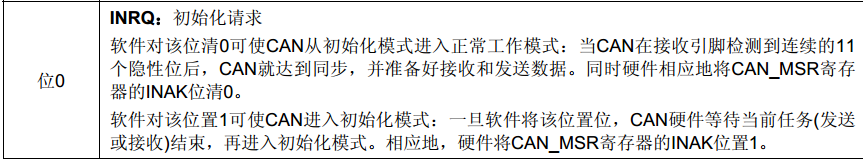 位0
INRQ：初始化请求
软件对该位清0可使CAN从初始化模式进入正常工作模式：当CAN在接收引脚检测到连续的11
个隐性位后，CAN就达到同步，并准备好接收和发送数据。同时硬件相应地将CAN_MSR寄存
器的INAK位清0。
软件对该位置1可使CAN进入初始化模式：一旦软件将该位置位，CAN硬件等待当前任务(发送
或接收)结束，再进入初始化模式。相应地，硬件将CAN_MSR寄存器的INAK位置1。